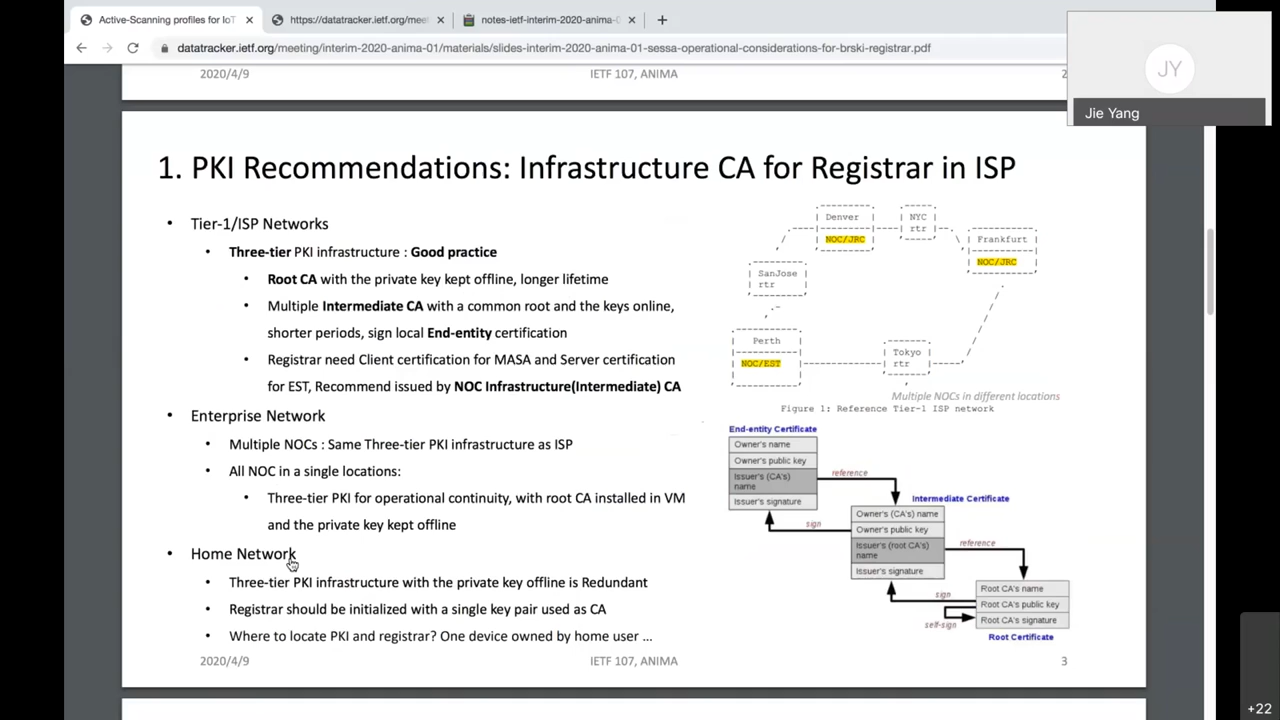 Active-Scanning profiles for IoT
https://datatracker.ietf.org/mee
notes-ietf-interim-2020-anima-
datatracker.ietf.org/meeting/interim-2020-anima-01/materials/slides-interim-2020-anima-01-sessa-operational-considerations-for-brski-registrar.pdf
JY
Jie Yang
2020/4/9
IETF 107, ANIMA
2
1. PKI Recommendations: Infrastructure CA for Registrar in ISP
• Tier-1/ISP Networks
• Three-tier PKI infrastructure : Good practice
• Root CA with the private key kept offline, longer lifetime
• Multiple Intermediate CA with a common root and the keys online,
shorter periods, sign local End-entity certification
• Registrar need Client certification for MASA and Server certification
for EST, Recommend issued by NOC Infrastructure(Intermediate) CA
• Enterprise Network
• Multiple NOCs : Same Three-tier PKI infrastructure as ISP
• All NOC in a single locations:
• Three-tier PKI for operational continuity, with root CA installed in VM
and the private key kept offline
• Home Network
• Three-tier PKI infrastructure with the private key offline is Redundant
• Registrar should be initialized with a single key pair used as CA
• Where to locate PKI and registrar? One device owned by home user …
Denver
NOC/JRC
NYC
rtr
Frankfurt
NOC/JRC
SanJose
rtr
Perth
NOC/EST
Tokyo
rtr
Multiple NOCs in different locations
Figure 1: Reference Tier-1 ISP network
End-entity Certificate
Owner's name
Owner's public key
Issuer's (CA's)
name
Issuer's signature
reference
sign
Intermediate Certificate
Owner's (CA's) name
Owner's public key
Issuer's (root CA's)
name
Issuer's signature
reference
sign
self-sign
Root CA's name
Root CA's public key
Root CA's signature
Root Certificate
2020/4/9
IETF 107, ANIMA
3
+22